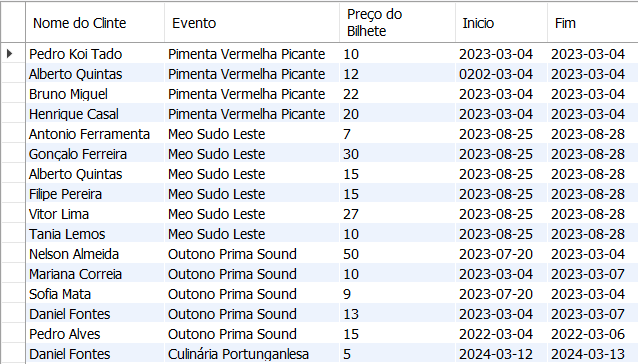 Nome do Clinte Evento Preço do Bilhete Inicio Fim
Pedro Koi Tado Pimenta Vermelha Picante 10 2023-03-04 2023-03-04
Alberto Quintas Pimenta Vermelha Picante 12 0202-03-04 2023-03-04
Bruno Miguel Pimenta Vermelha Picante 22 2023-03-04 2023-03-04
Henrique Casal Pimenta Vermelha Picante 20 2023-03-04 2023-03-04
Antonio Ferramenta Meo Sudo Leste 7 2023-08-25 2023-08-28
Gonçalo Ferreira Meo Sudo Leste 30 2023-08-25 2023-08-28
Alberto Quintas Meo Sudo Leste 15 2023-08-25 2023-08-28
Filipe Pereira Meo Sudo Leste 15 2023-08-25 2023-08-28
Vitor Lima Meo Sudo Leste 27 2023-08-25 2023-08-28
Tania Lemos Meo Sudo Leste 10 2023-08-25 2023-08-28
Nelson Almeida Outono Prima Sound 50 2023-07-20 2023-03-04
Mariana Correia Outono Prima Sound 10 2023-03-04 2023-03-07
Sofia Mata Outono Prima Sound 9 2023-07-20 2023-03-04
Daniel Fontes Outono Prima Sound 13 2023-03-04 2023-03-07
Pedro Alves Outono Prima Sound 15 2022-03-04 2022-03-06
Daniel Fontes Culinária Portunganlesa 5 2024-03-12 2024-03-13